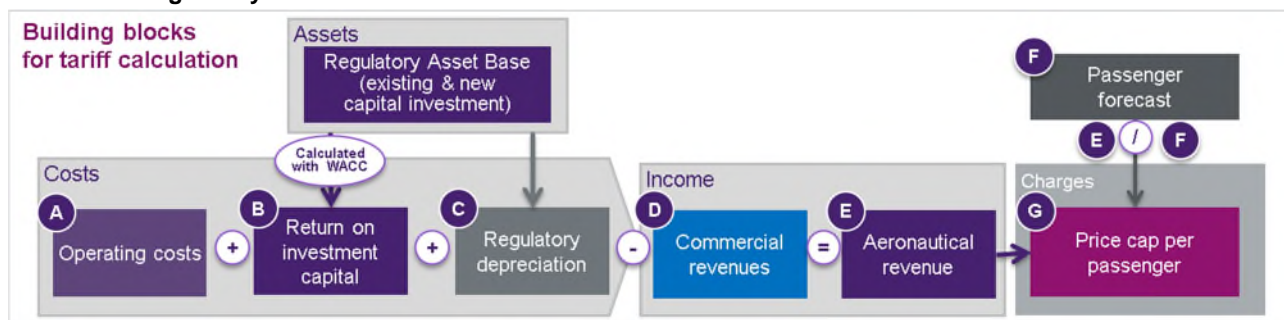 Building blocks
for tariff calculation
Assets
Regulatory Asset Base
(existing & new
capital investment)
Calculated
with WACC
F
Passenger
forecast
E / F
Costs
A
Operating costs
+
B
Return on
investment
capital
+
C
Regulatory
depreciation
-
Income
D
Commercial
revenues
=
E
Aeronautical
revenue
Charges
G
Price cap per
passenger